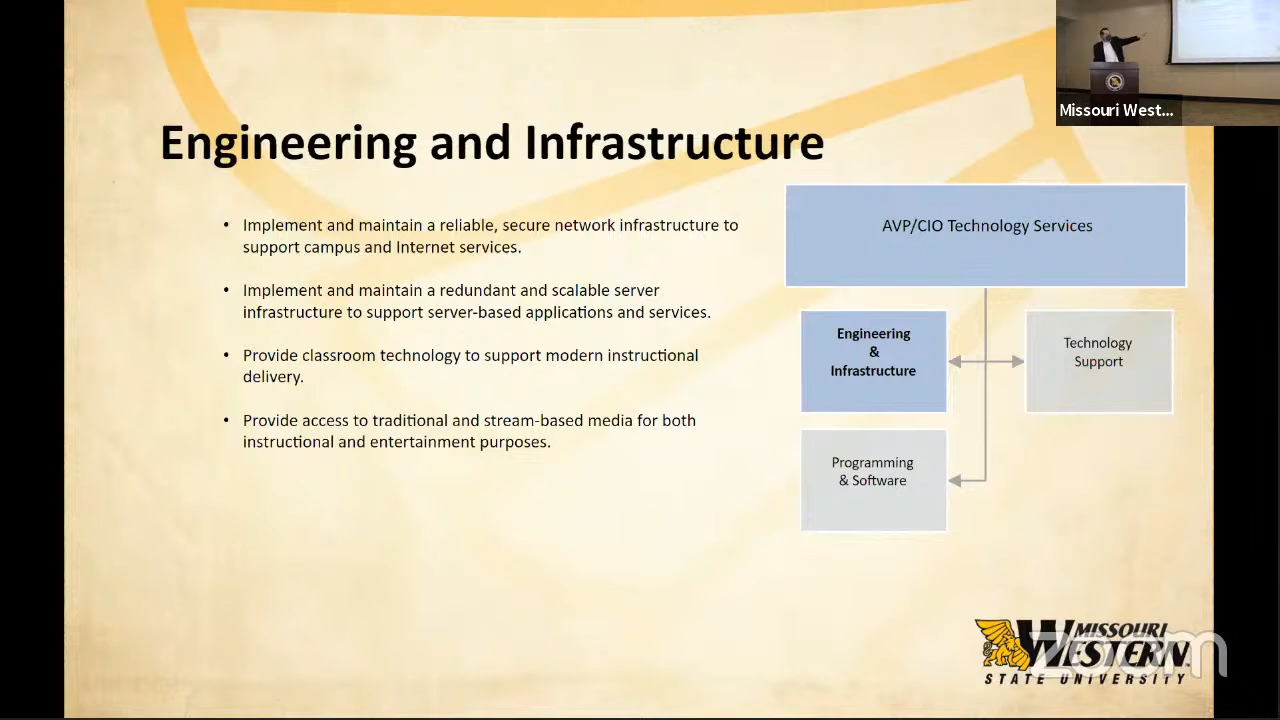 Missouri West...
Engineering and Infrastructure
• Implement and maintain a reliable, secure network infrastructure to
support campus and Internet services.
• Implement and maintain a redundant and scalable server
infrastructure to support server-based applications and services.
• Provide classroom technology to support modern instructional
delivery.
• Provide access to traditional and stream-based media for both
instructional and entertainment purposes.
AVP/CIO Technology Services
Engineering
&
Infrastructure
Technology
Support
Programming
& Software
MISSOURI
WESTERN
STATE UNIVERSITY
zoom